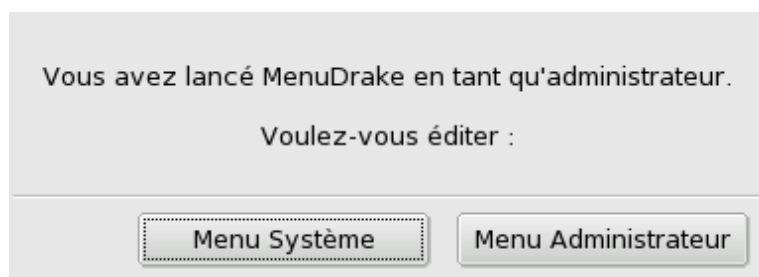 Vous avez lancé MenuDrake en tant qu'administrateur.
Voulez-vous éditer :
Menu Système
Menu Administrateur